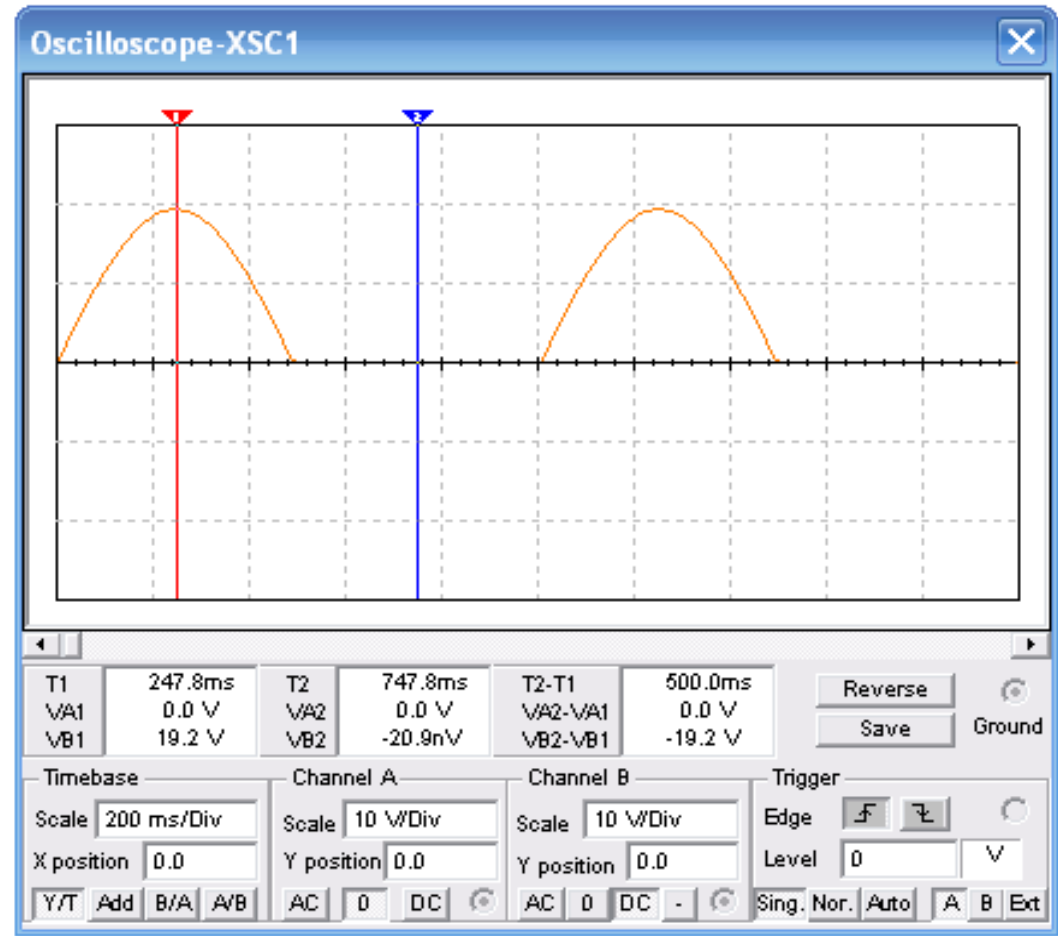 Oscilloscope-XSC1
1 2
T1 247.8ms T2 747.8ms T2-T1 500.0ms Reverse
VA1 0.0 V VA2 0.0 V VA2-VA1 0.0 V
VB1 19.2 V VB2 -20.9nV VB2-VB1 -19.2 V Save Ground
Timebase Channel A Channel B Trigger
Scale 200 ms/Div Scale 10 V/Div Scale 10 V/Div Edge
X position 0.0 Y position 0.0 Y position 0.0 Level 0 V
Y/T Add B/A A/B AC 0 DC AC 0 DC - Sing. Nor. Auto A B Ext